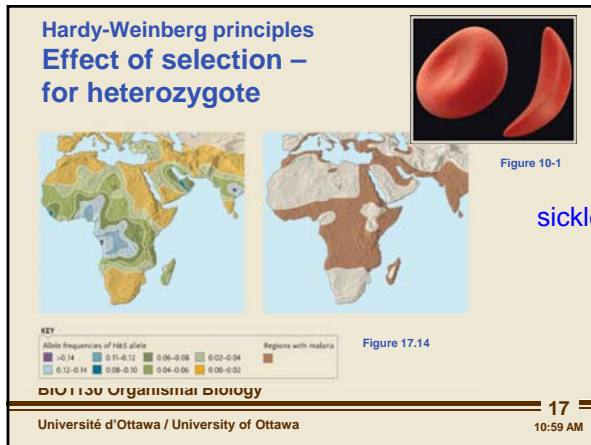 Hardy-Weinberg principles
Effect of selection –
for heterozygote
Figure 10-1
sickl
KEY
Allele frequencies of HbS allele
Regions with malaria
>0.14
0.11–0.12
0.06–0.08
0.02–0.04
0.12–0.14
0.08–0.10
0.04–0.06
0.00–0.02
Figure 17.14
BIO1130 Organismal Biology
Université d'Ottawa / University of Ottawa
17
10:59 AM